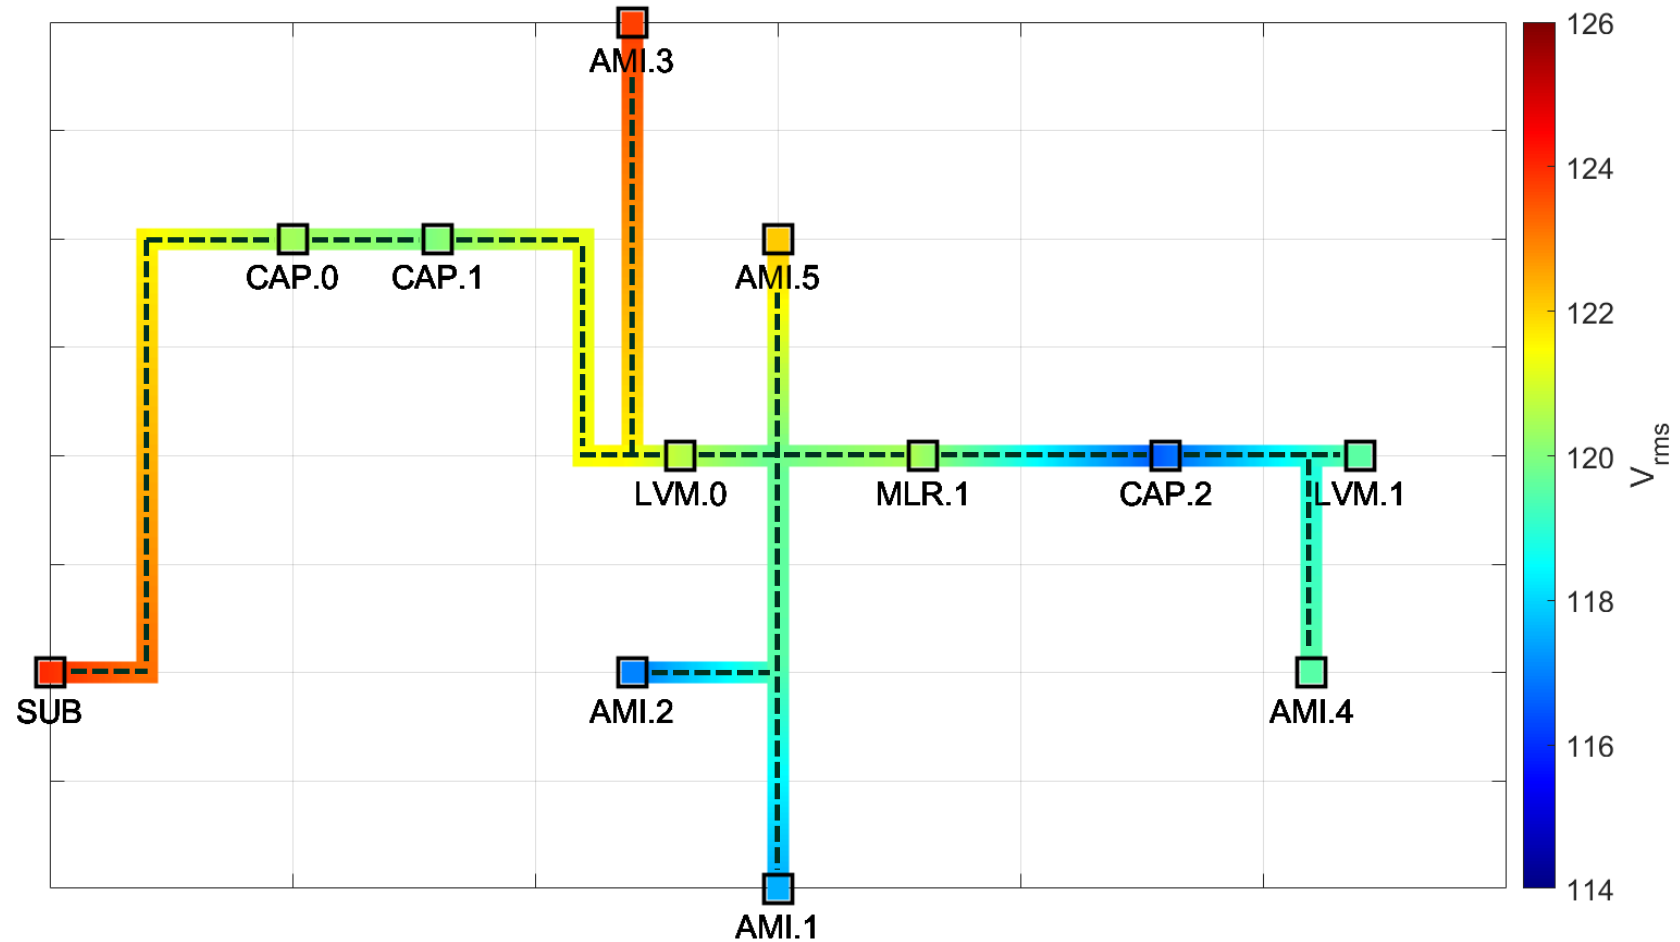 AMI.3
CAP.0
CAP.1
AMI.5
LVM.0
MLR.1
CAP.2
LVM.1
SUB
AMI.2
AMI.4
AMI.1
126
124
122
120
118
116
114
V rms